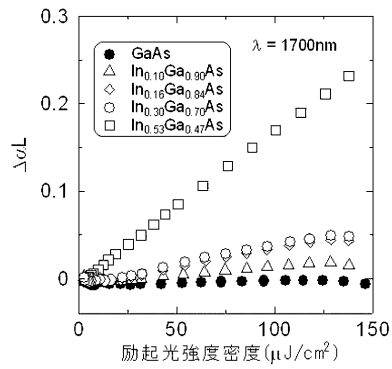 0.3
λ = 1700nm
GaAs
In0.10Ga0.90As
In0.16Ga0.84As
In0.30Ga0.70As
In0.53Ga0.47As
0.2
ΔαL
0.1
0
0 50 100 150
励起光強度密度(μJ/cm2)